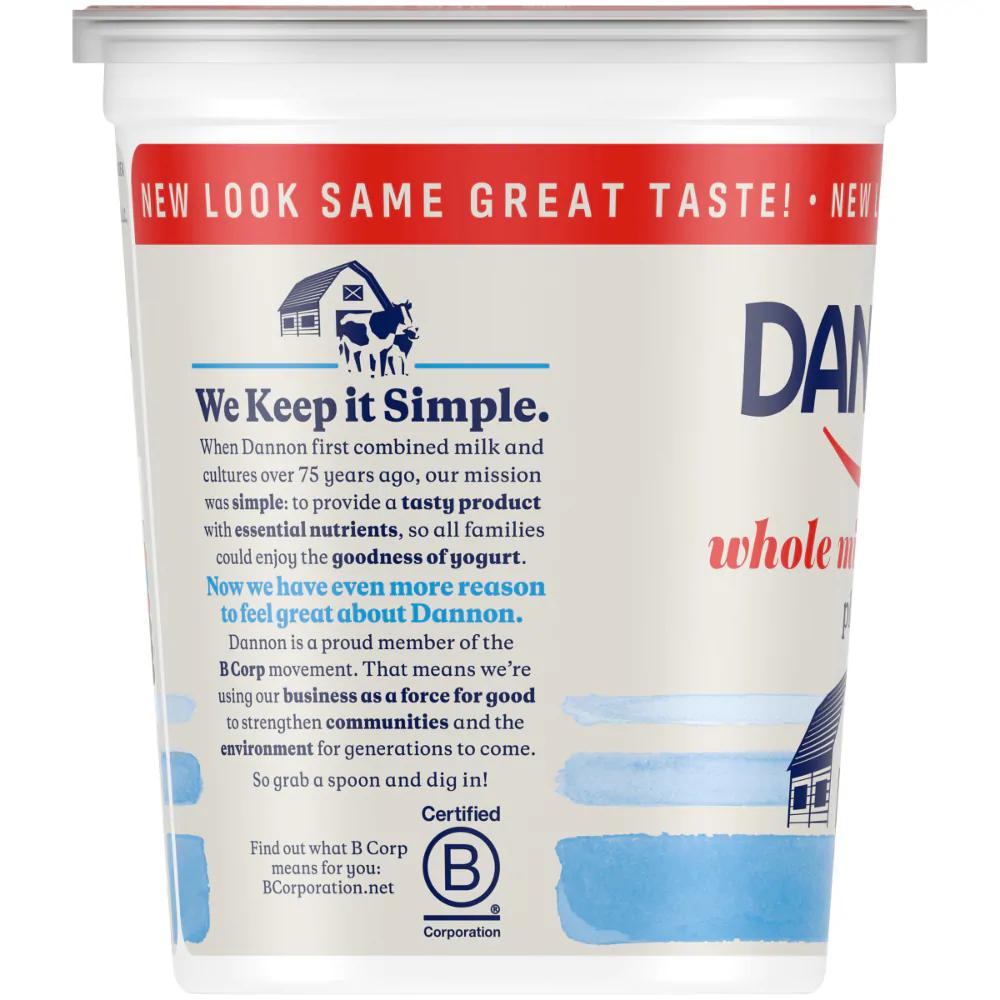 NEW LOOK SAME GREAT TASTE! • NEW
We Keep it Simple.
When Dannon first combined milk and
cultures over 75 years ago, our mission
was simple: to provide a tasty product
with essential nutrients, so all families
could enjoy the goodness of yogurt.
Now we have even more reason
to feel great about Dannon.
Dannon is a proud member of the
B Corp movement. That means we're
using our business as a force for good
to strengthen communities and the
environment for generations to come.
So grab a spoon and dig in!
Find out what B Corp
means for you:
BCorporation.net
Certified
B
®
Corporation
DAN
whole